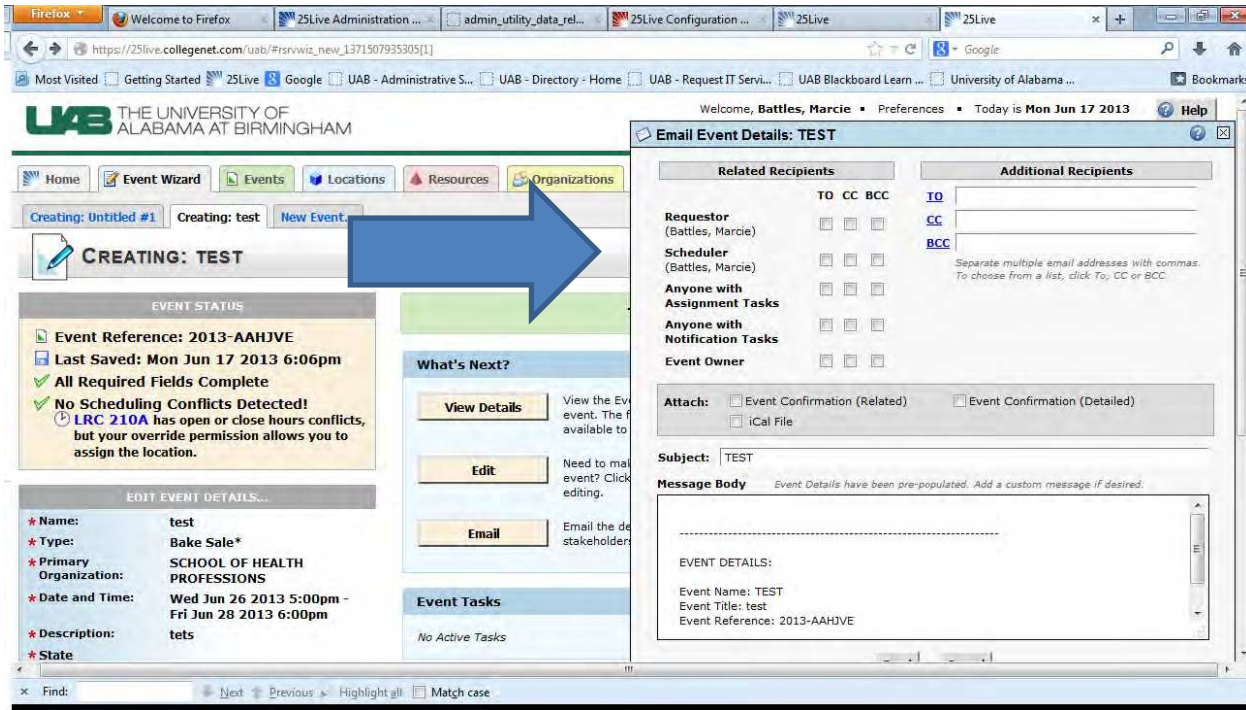 Firefox
Welcome to Firefox
25Live Administration ...
admin_utility_data_rel...
25Live Configuration ...
25Live
25Live
https://25live.collegenet.com/uab/#rsrvwiz_new_1371507935305[1]
Google
Most Visited Getting Started 25Live Google UAB - Administrative S... UAB - Directory - Home UAB - Request IT Servi... UAB Blackboard Learn ... University of Alabama ... Bookmarks
UAB THE UNIVERSITY OF
ALABAMA AT BIRMINGHAM
Welcome, Battles, Marcie ▪ Preferences ▪ Today is Mon Jun 17 2013 Help
Home Event Wizard Events Locations Resources Organizations
Creating: Untitled #1 Creating: test New Event...
CREATING: TEST
EVENT STATUS
Event Reference: 2013-AAHJVE
Last Saved: Mon Jun 17 2013 6:06pm
All Required Fields Complete
No Scheduling Conflicts Detected!
LRC 210A has open or close hours conflicts,
but your override permission allows you to
assign the location.
EDIT EVENT DETAILS...
* Name: test
* Type: Bake Sale*
* Primary Organization: SCHOOL OF HEALTH PROFESSIONS
* Date and Time: Wed Jun 26 2013 5:00pm -
Fri Jun 28 2013 6:00pm
* Description: tets
* State
What's Next?
View Details
View the Eve
event. The f
available to
Edit
Need to mak
event? Click
editing.
Email
Email the de
stakeholders
Event Tasks
No Active Tasks
Email Event Details: TEST
Related Recipients
TO CC BCC
Requestor
(Battles, Marcie)
Scheduler
(Battles, Marcie)
Anyone with
Assignment Tasks
Anyone with
Notification Tasks
Event Owner
Additional Recipients
TO
CC
BCC
Separate multiple email addresses with commas.
To choose from a list, click To, CC or BCC.
Attach: Event Confirmation (Related) Event Confirmation (Detailed)
iCal File
Subject: TEST
Message Body Event Details have been pre-populated. Add a custom message if desired.
----------------------------------------------------------------
EVENT DETAILS:
Event Name: TEST
Event Title: test
Event Reference: 2013-AAHJVE
× Find: Next Previous Highlight all Match case